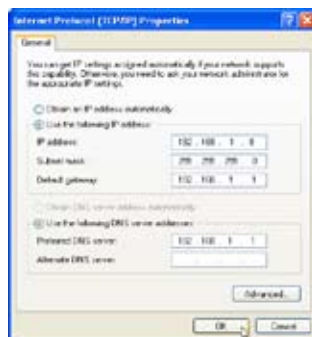 Internet Protocol (TCP/IP) Properties
General
You can get IP settings assigned automatically if your network supports
this capability. Otherwise, you need to ask your network administrator for
the appropriate IP settings.
Obtain an IP address automatically
Use the following IP address:
IP address: 192 . 168 . 1 .
Subnet mask: 255 . 255 . 255 . 0
Default gateway: 192 . 168 . 1 . 1
Obtain DNS server address automatically
Use the following DNS server addresses:
Preferred DNS server: 192 . 168 . 1 . 1
Alternate DNS server:
Advanced...
OK
Cancel